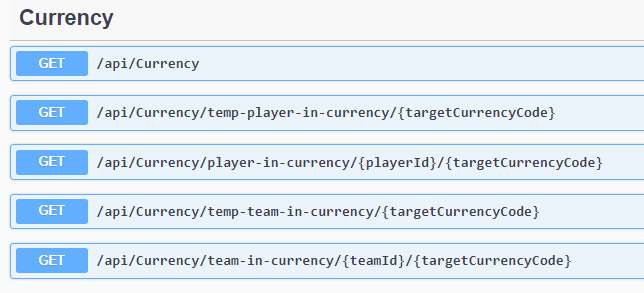 Currency
GET /api/Currency
GET /api/Currency/temp-player-in-currency/{targetCurrencyCode}
GET /api/Currency/player-in-currency/{playerId}/{targetCurrencyCode}
GET /api/Currency/temp-team-in-currency/{targetCurrencyCode}
GET /api/Currency/team-in-currency/{teamId}/{targetCurrencyCode}